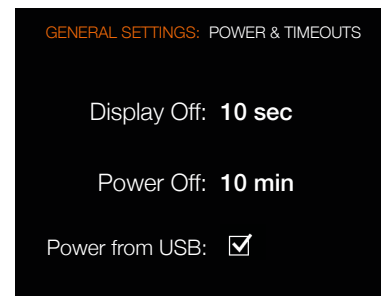 GENERAL SETTINGS: POWER & TIMEOUTS
Display Off: 10 sec
Power Off: 10 min
Power from USB: